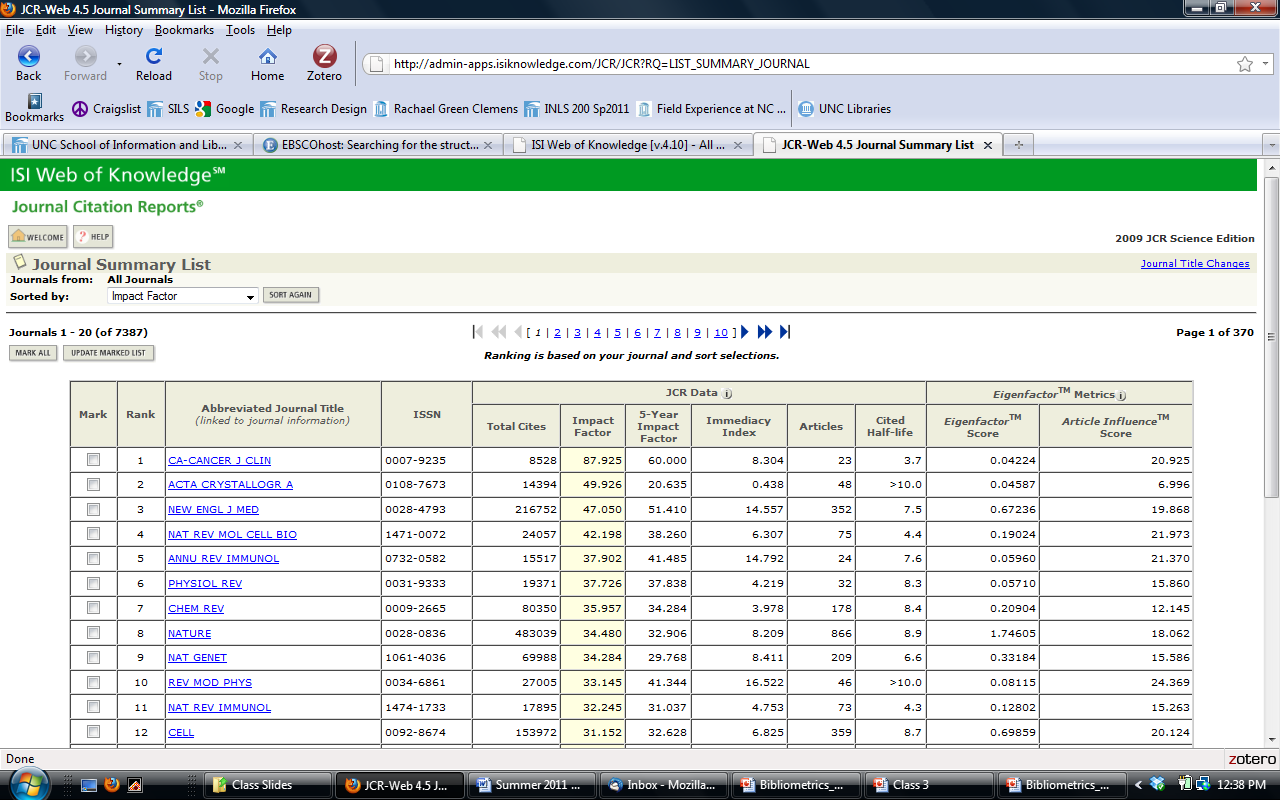 JCR-Web 4.5 Journal Summary List - Mozilla Firefox
File Edit View History Bookmarks Tools Help
Back Forward Reload Stop Home Zotero
http://admin-apps.isiknowledge.com/JCR/JCR?RQ=LIST_SUMMARY_JOURNAL
Bookmarks Craigslist SILS Google Research Design Rachael Green Clemens INLS 200 Sp2011 Field Experience at NC ... UNC Libraries
UNC School of Information and Lib... EBSCOhost: Searching for the struct... ISI Web of Knowledge [v.4.10] - All ... JCR-Web 4.5 Journal Summary List
ISI Web of Knowledge℠
Journal Citation Reports®
WELCOME ? HELP
2009 JCR Science Edition
Journal Summary List
Journal Title Changes
Journals from: All Journals
Sorted by: Impact Factor SORT AGAIN
Journals 1 - 20 (of 7387)
[ 1 | 2 | 3 | 4 | 5 | 6 | 7 | 8 | 9 | 10 ]
Page 1 of 370
MARK ALL UPDATE MARKED LIST
Ranking is based on your journal and sort selections.
Mark Rank Abbreviated Journal Title (linked to journal information) ISSN JCR Data i Eigenfactor™ Metrics i
Total Cites Impact Factor 5-Year Impact Factor Immediacy Index Articles Cited Half-life Eigenfactor™ Score Article Influence™ Score
1 CA-CANCER J CLIN 0007-9235 8528 87.925 60.000 8.304 23 3.7 0.04224 20.925
2 ACTA CRYSTALLOGR A 0108-7673 14394 49.926 20.635 0.438 48 >10.0 0.04587 6.996
3 NEW ENGL J MED 0028-4793 216752 47.050 51.410 14.557 352 7.5 0.67236 19.868
4 NAT REV MOL CELL BIO 1471-0072 24057 42.198 38.260 6.307 75 4.4 0.19024 21.973
5 ANNU REV IMMUNOL 0732-0582 15517 37.902 41.485 14.792 24 7.6 0.05960 21.370
6 PHYSIOL REV 0031-9333 19371 37.726 37.838 4.219 32 8.3 0.05710 15.860
7 CHEM REV 0009-2665 80350 35.957 34.284 3.978 178 8.4 0.20904 12.145
8 NATURE 0028-0836 483039 34.480 32.906 8.209 866 8.9 1.74605 18.062
9 NAT GENET 1061-4036 69988 34.284 29.768 8.411 209 6.6 0.33184 15.586
10 REV MOD PHYS 0034-6861 27005 33.145 41.344 16.522 46 >10.0 0.08115 24.369
11 NAT REV IMMUNOL 1474-1733 17895 32.245 31.037 4.753 73 4.3 0.12802 15.263
12 CELL 0092-8674 153972 31.152 32.628 6.825 359 8.7 0.69859 20.124
Done zotero
Class Slides JCR-Web 4.5 J... Summer 2011 ... Inbox - Mozilla... Bibliometrics_... Class 3 Bibliometrics_... 12:38 PM